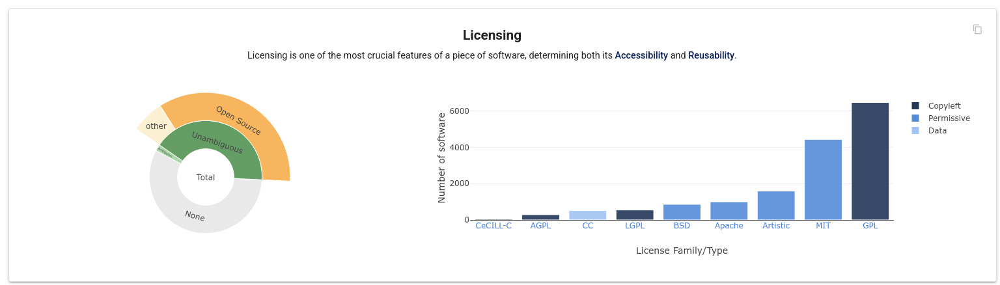 Licensing
Licensing is one of the most crucial features of a piece of software, determining both its Accessibility and Reusability.
Open Source
other
Unambiguous
Ambiguous
Total
None
Number of software
6000
4000
2000
0
CeCILL-C AGPL CC LGPL BSD Apache Artistic MIT GPL
License Family/Type
Copyleft
Permissive
Data